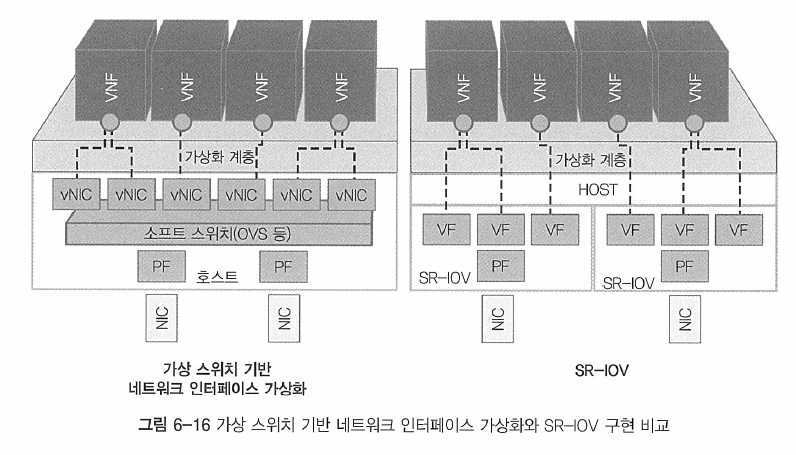 VNF VNF VNF VNF
가상화 계층
vNIC vNIC vNIC vNIC vNIC vNIC
소프트 스위치(OVS 등)
PF PF
호스트
NIC NIC
가상 스위치 기반
네트워크 인터페이스 가상화
VNF VNF VNF VNF
가상화 계층
HOST
VF VF VF VF VF VF
PF PF
SR-IOV SR-IOV
NIC NIC
SR-IOV
그림 6-16 가상 스위치 기반 네트워크 인터페이스 가상화와 SR-IOV 구현 비교